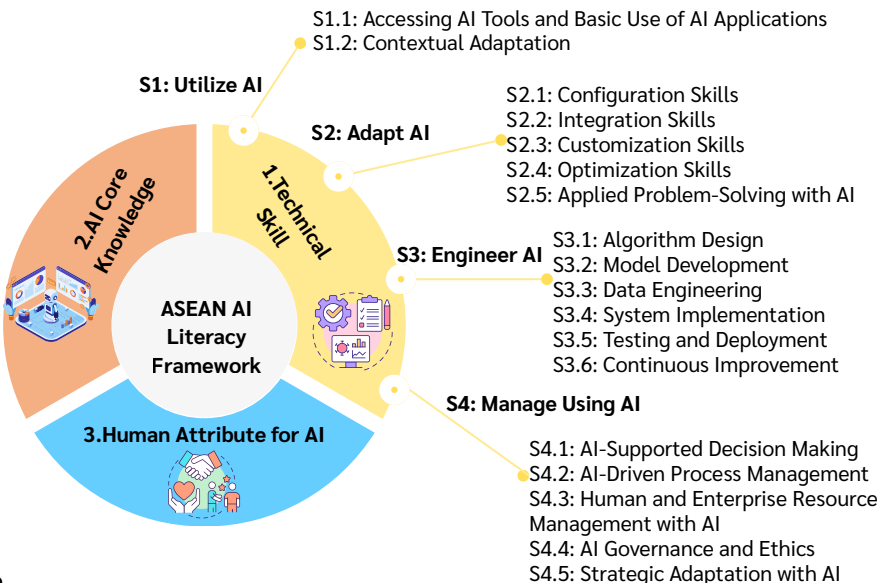 S1.1: Accessing AI Tools and Basic Use of AI Applications
S1.2: Contextual Adaptation
S1: Utilize AI
S2.1: Configuration Skills
S2.2: Integration Skills
S2.3: Customization Skills
S2.4: Optimization Skills
S2.5: Applied Problem-Solving with AI
S2: Adapt AI
1.Technical
Skill
2.AI Core
Knowledge
S3: Engineer AI
S3.1: Algorithm Design
S3.2: Model Development
S3.3: Data Engineering
S3.4: System Implementation
S3.5: Testing and Deployment
S3.6: Continuous Improvement
ASEAN AI
Literacy
Framework
S4: Manage Using AI
3.Human Attribute for AI
S4.1: AI-Supported Decision Making
S4.2: AI-Driven Process Management
S4.3: Human and Enterprise Resource
Management with AI
S4.4: AI Governance and Ethics
S4.5: Strategic Adaptation with AI